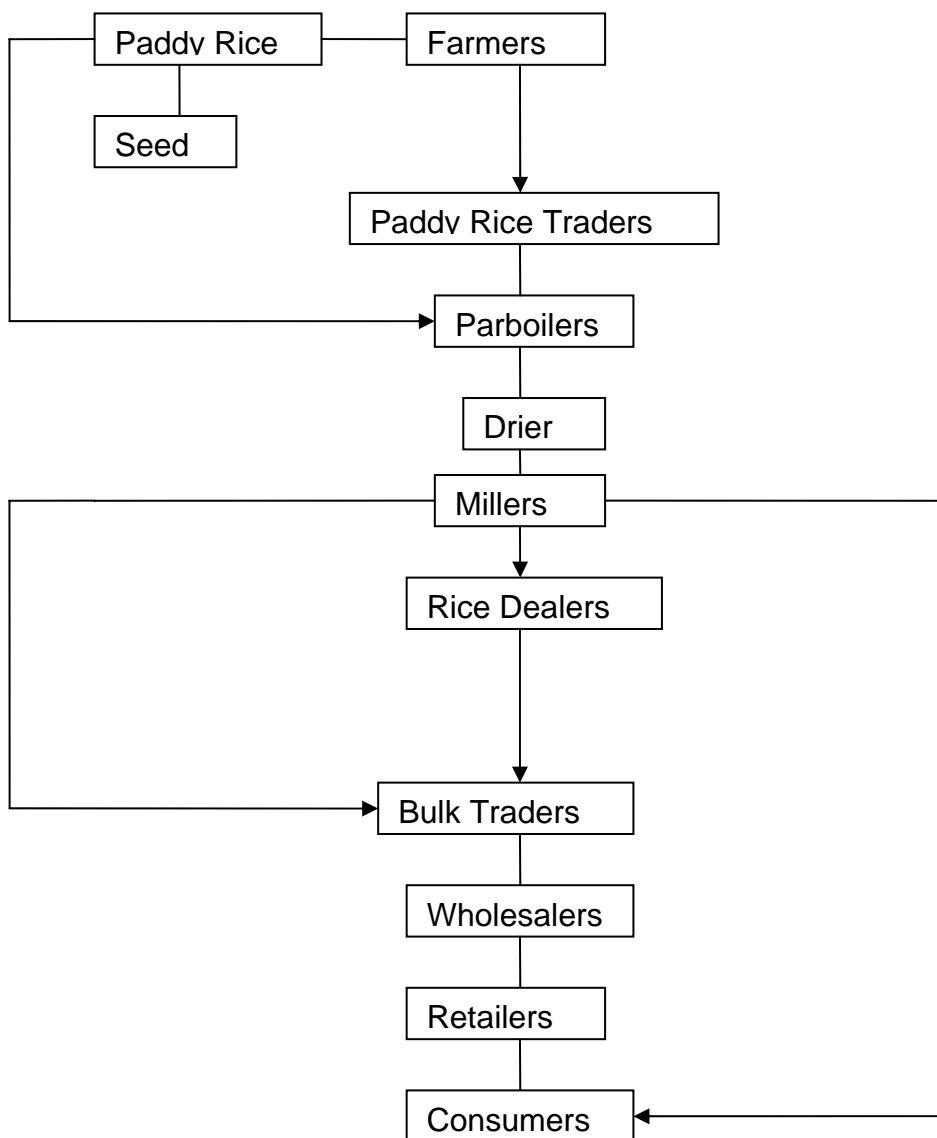 Paddy Rice
Farmers
Seed
Paddy Rice Traders
Parboilers
Drier
Millers
Rice Dealers
Bulk Traders
Wholesalers
Retailers
Consumers